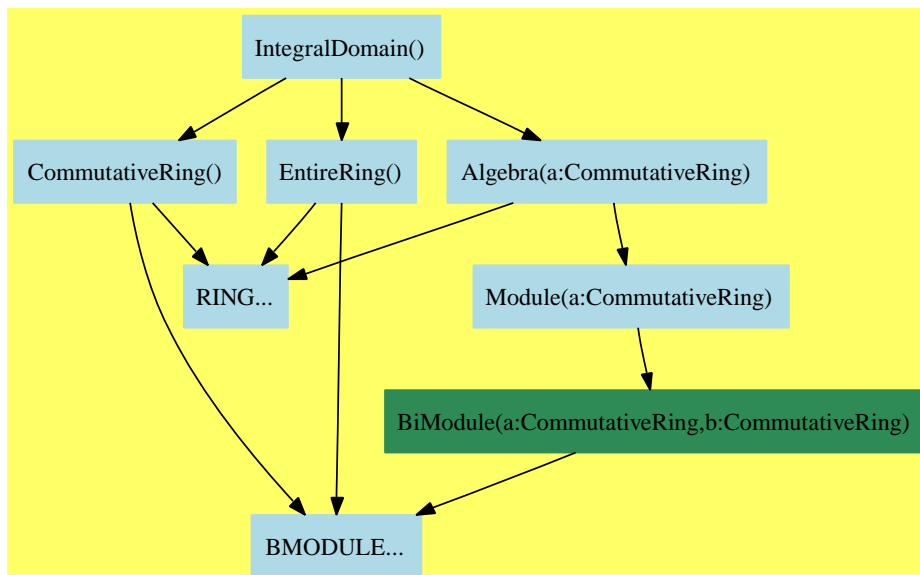 IntegralDomain()
CommutativeRing()
EntireRing()
Algebra(a:CommutativeRing)
RING...
Module(a:CommutativeRing)
BiModule(a:CommutativeRing,b:CommutativeRing)
BMODULE...